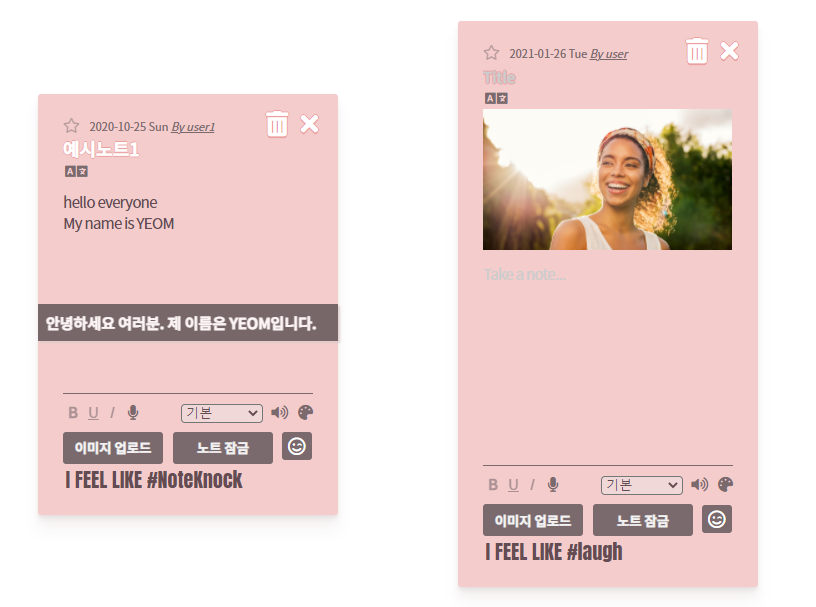 2020-10-25 Sun By user1
예시노트1
A 文
hello everyone
My name is YEOM
안녕하세요 여러분. 제 이름은 YEOM입니다.
B U I
기본
이미지 업로드
노트 잠금
I FEEL LIKE #NoteKnock
2021-01-26 Tue By user
Title
A 文
Take a note...
B U I
기본
이미지 업로드
노트 잠금
I FEEL LIKE #laugh